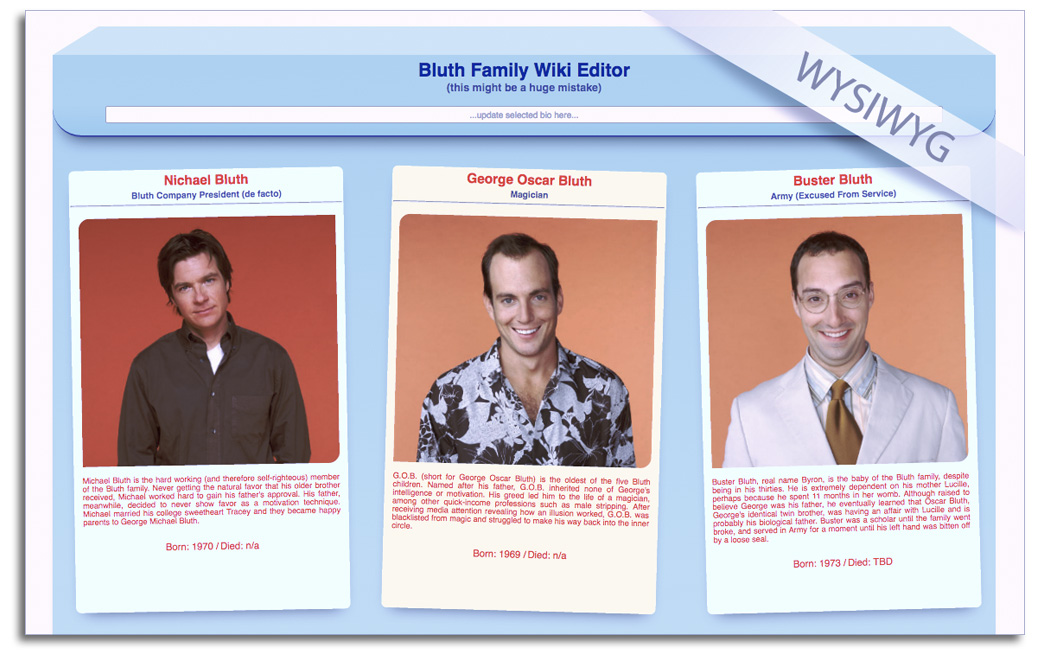 Bluth Family Wiki Editor
(this might be a huge mistake)
...update selected bio here...
WYSIWYG
Nichael Bluth
Bluth Company President (de facto)
Michael Bluth is the hard working (and therefore self-righteous) member
of the Bluth family. Never getting the natural favor that his older brother
received, Michael worked hard to gain his father's approval. His father,
meanwhile, decided to never show favor as a motivation technique.
Michael married his college sweetheart Tracey and they became happy
parents to George Michael Bluth.
Born: 1970 / Died: n/a
George Oscar Bluth
Magician
G.O.B. (short for George Oscar Bluth) is the oldest of the five Bluth
children. Named after his father, G.O.B. inherited none of George's
intelligence or motivation. His greed led him to the life of a magician,
among other quick-income professions such as male stripping. After
receiving media attention revealing how an illusion worked, G.O.B. was
blacklisted from magic and struggled to make his way back into the inner
circle.
Born: 1969 / Died: n/a
Buster Bluth
Army (Excused From Service)
Buster Bluth, real name Byron, is the baby of the Bluth family, despite
being in his thirties. He is extremely dependent on his mother Lucille,
perhaps because he spent 11 months in her womb. Although raised to
believe George was his father, he eventually learned that Oscar Bluth,
George's identical twin brother, was having an affair with Lucille and is
probably his biological father. Buster was a scholar until the family went
broke, and served in Army for a moment until his left hand was bitten off
by a loose seal.
Born: 1973 / Died: TBD